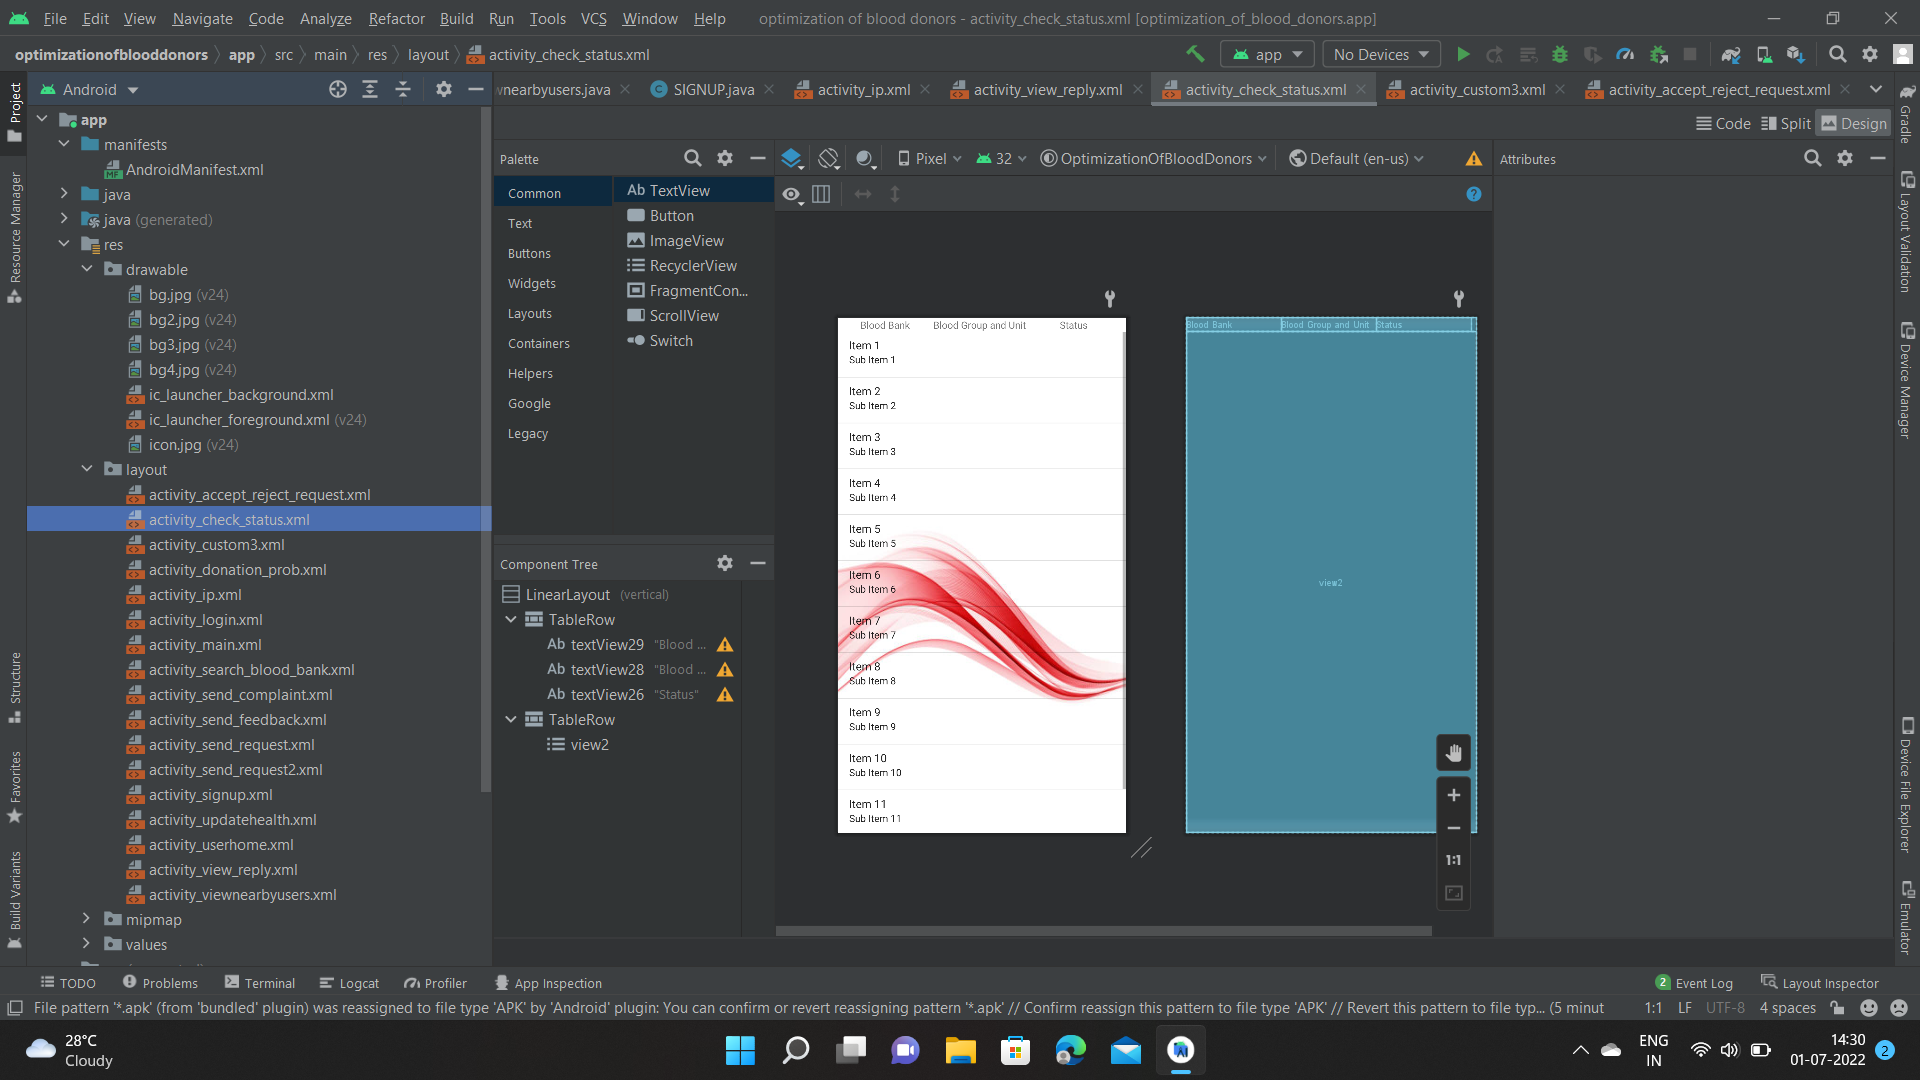 File Edit View Navigate Code Analyze Refactor Build Run Tools VCS Window Help optimization of blood donors - activity_check_status.xml [optimization_of_blood_donors.app]
optimizationofblooddonors app src main res layout activity_check_status.xml app No Devices
Android
wnearbyusers.java SIGNUP.java activity_ip.xml activity_view_reply.xml activity_check_status.xml activity_custom3.xml activity_accept_reject_request.xml
Code Split Design
Project
Resource Manager
Structure
Favorites
Build Variants
app
manifests
AndroidManifest.xml
java
java (generated)
res
drawable
bg.jpg (v24)
bg2.jpg (v24)
bg3.jpg (v24)
bg4.jpg (v24)
ic_launcher_background.xml
ic_launcher_foreground.xml (v24)
icon.jpg (v24)
layout
activity_accept_reject_request.xml
activity_check_status.xml
activity_custom3.xml
activity_donation_prob.xml
activity_ip.xml
activity_login.xml
activity_main.xml
activity_search_blood_bank.xml
activity_send_complaint.xml
activity_send_feedback.xml
activity_send_request.xml
activity_send_request2.xml
activity_signup.xml
activity_updatehealth.xml
activity_userhome.xml
activity_view_reply.xml
activity_viewnearbyusers.xml
mipmap
values
Palette
Common
Text
Buttons
Widgets
Layouts
Containers
Helpers
Google
Legacy
Ab TextView
Button
ImageView
RecyclerView
FragmentCon...
ScrollView
Switch
Component Tree
LinearLayout (vertical)
TableRow
Ab textView29 "Blood ...
Ab textView28 "Blood ...
Ab textView26 "Status"
TableRow
view2
Pixel 32 OptimizationOfBloodDonors Default (en-us)
Attributes
Blood Bank Blood Group and Unit Status
Item 1
Sub Item 1
Item 2
Sub Item 2
Item 3
Sub Item 3
Item 4
Sub Item 4
Item 5
Sub Item 5
Item 6
Sub Item 6
Item 7
Sub Item 7
Item 8
Sub Item 8
Item 9
Sub Item 9
Item 10
Sub Item 10
Item 11
Sub Item 11
Blood Bank Blood Group and Unit Status
view2
1:1
Gradle
Layout Validation
Device Manager
Device File Explorer
Emulator
TODO Problems Terminal Logcat Profiler App Inspection 2 Event Log Layout Inspector
File pattern '*.apk' (from 'bundled' plugin) was reassigned to file type 'APK' by 'Android' plugin: You can confirm or revert reassigning pattern '*.apk' // Confirm reassign this pattern to file type 'APK' // Revert this pattern to file typ... (5 minut 1:1 LF UTF-8 4 spaces
28°C
Cloudy
ENG
IN
14:30
01-07-2022
2